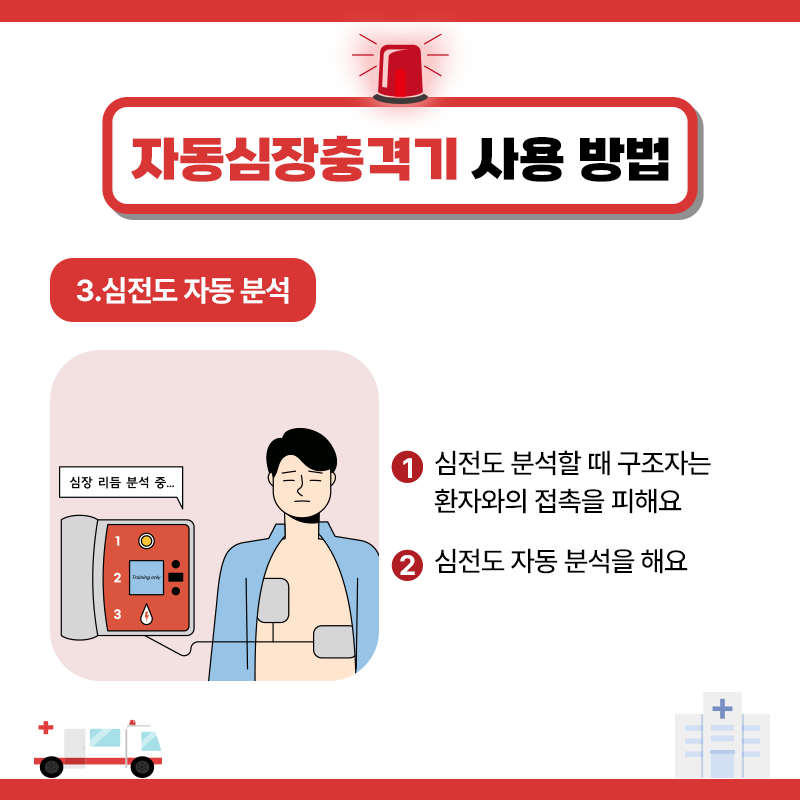 자동심장충격기 사용 방법
3.심전도 자동 분석
심장 리듬 분석 중...
1
2
Training only
3
1 심전도 분석할 때 구조자는
환자와의 접촉을 피해요
2 심전도 자동 분석을 해요